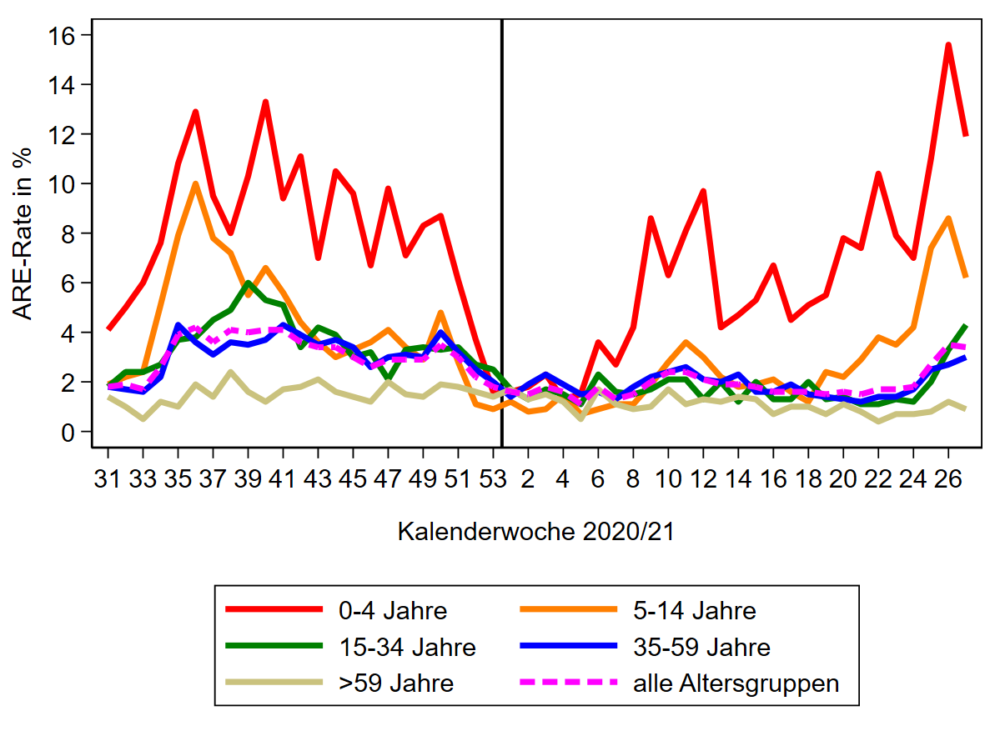 16
14
12
10
8
6
4
2
0
ARE-Rate in %
31 33 35 37 39 41 43 45 47 49 51 53 2 4 6 8 10 12 14 16 18 20 22 24 26
Kalenderwoche 2020/21
0-4 Jahre 5-14 Jahre
15-34 Jahre 35-59 Jahre
>59 Jahre alle Altersgruppen